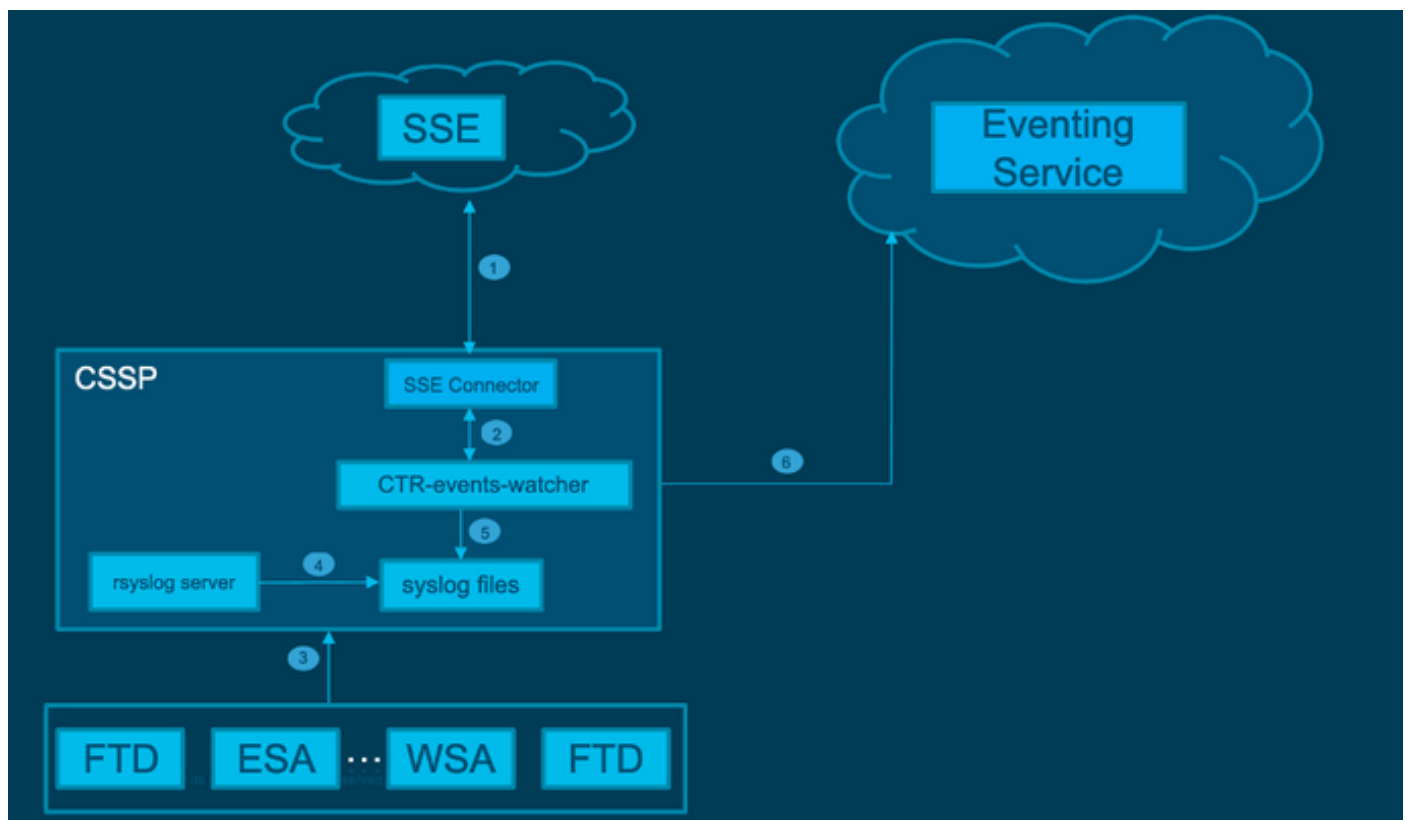 SSE
Eventing
Service
1
CSSP
SSE Connector
2
CTR-events-watcher
6
5
rsyslog server
4
syslog files
3
FTD
ESA
...
WSA
FTD
served